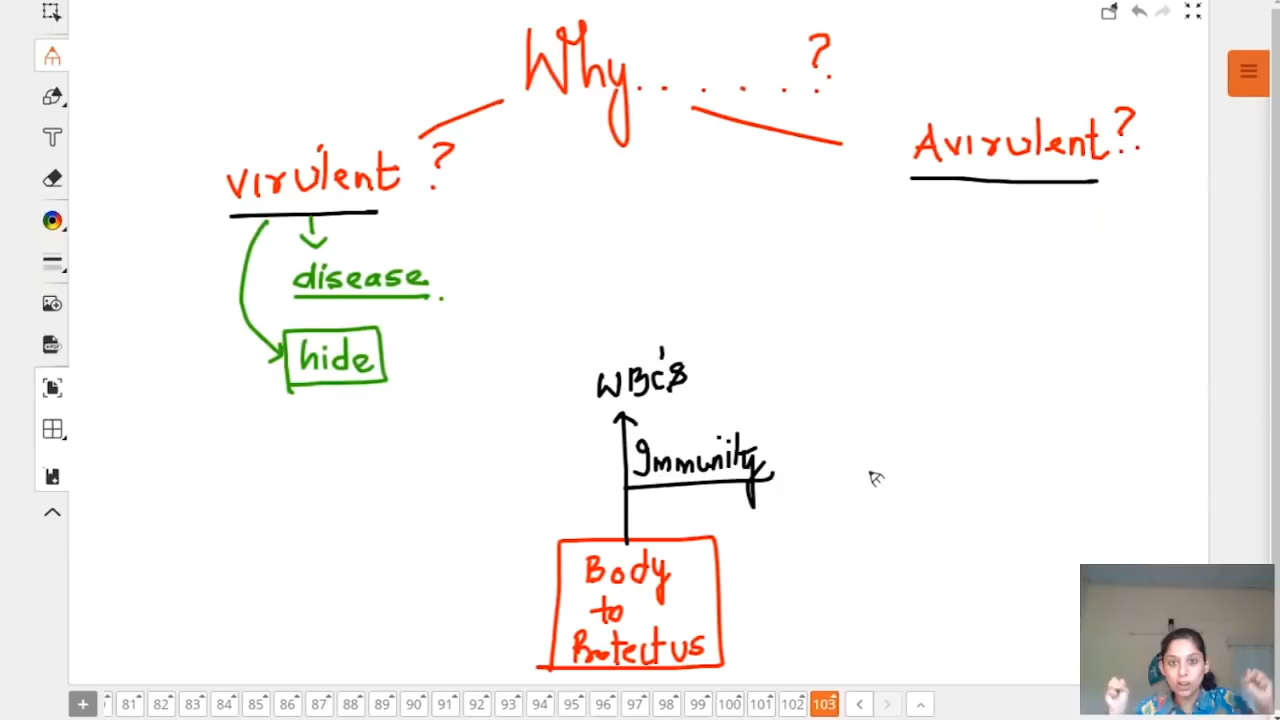 Why......?
virulent ?
Avirulent?
disease.
hide
WBC's
Immunity
Body
to
Protect us
81 82 83 84 85 86 87 88 89 90 91 92 93 94 95 96 97 98 99 100 101 102 103